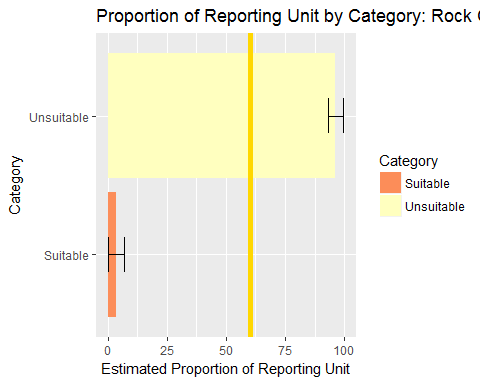 Proportion of Reporting Unit by Category: Rock
Unsuitable
Suitable
Category
0 25 50 75 100
Estimated Proportion of Reporting Unit
Category
Suitable
Unsuitable